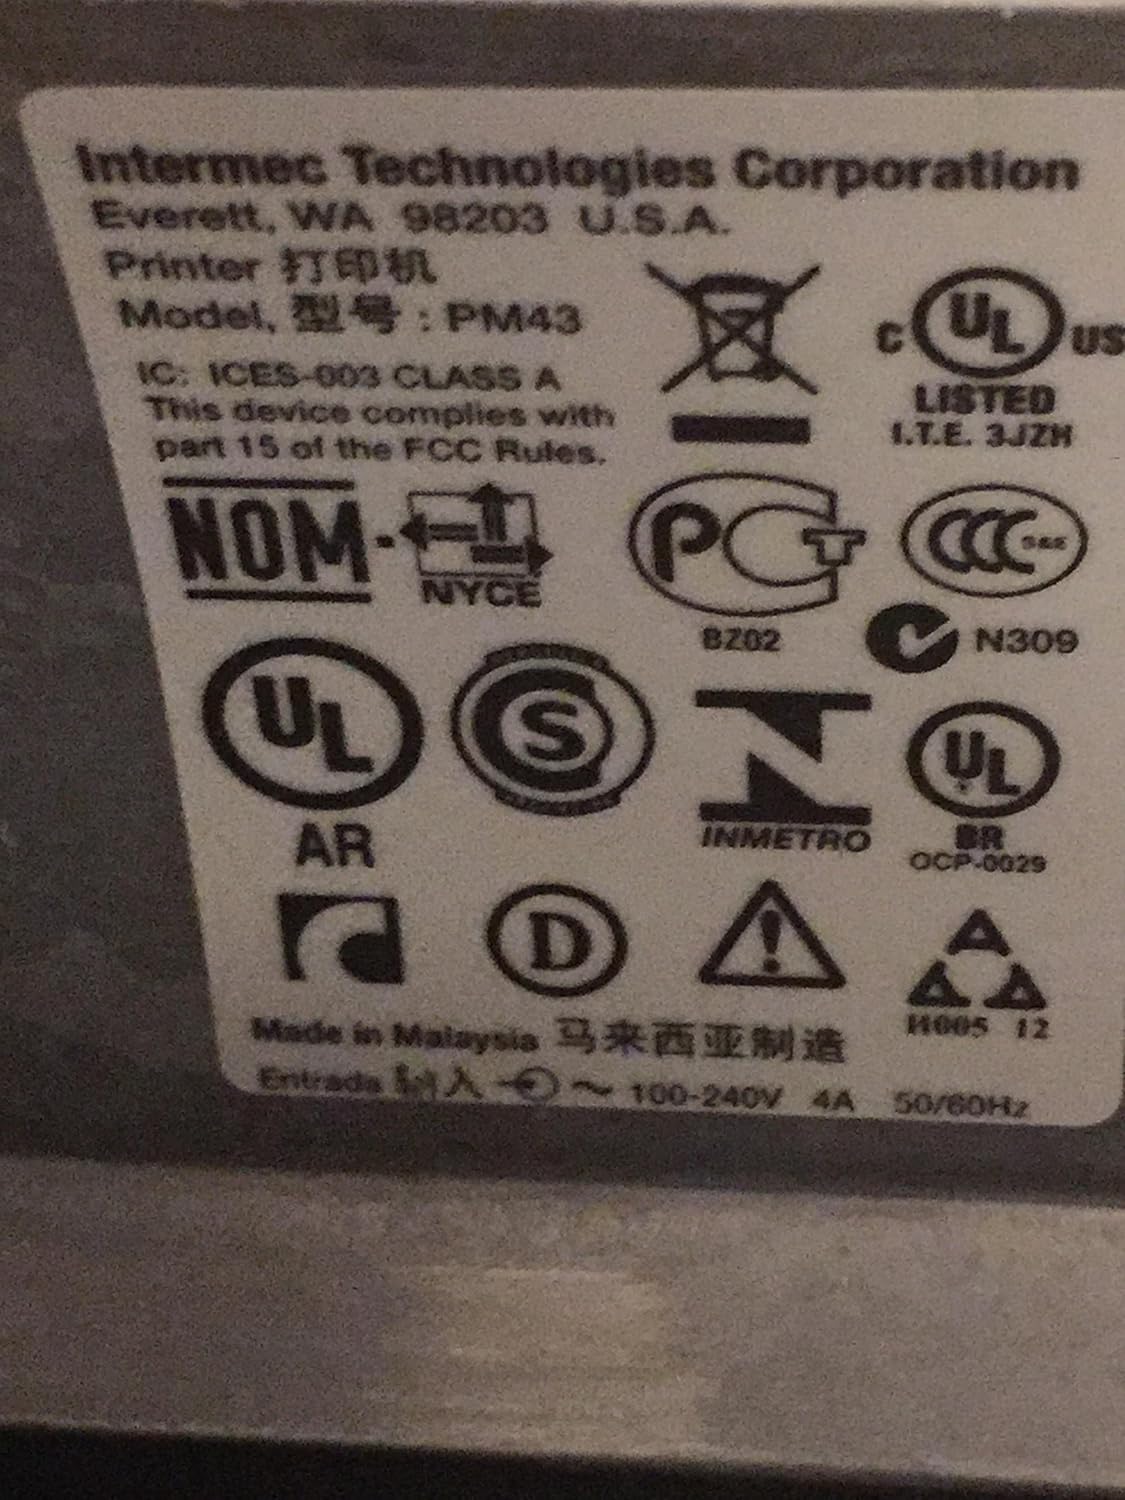 Intermec Technologies Corporation
Everett, WA 98203 U.S.A.
Printer 打印机
Model, 型号 : PM43
IC: ICES-003 CLASS A
This device complies with
part 15 of the FCC Rules.
C UL US
LISTED
I.T.E. 3JZH
NOM-NYCE
PCT
BZ02
CCC S&E
N309
UL
AR
S
INMETRO
UL
BR
OCP-0029
D
!
I1005 12
Made in Malaysia 马来西亚制造
Entrada 输入 ~ 100-240V 4A 50/60Hz